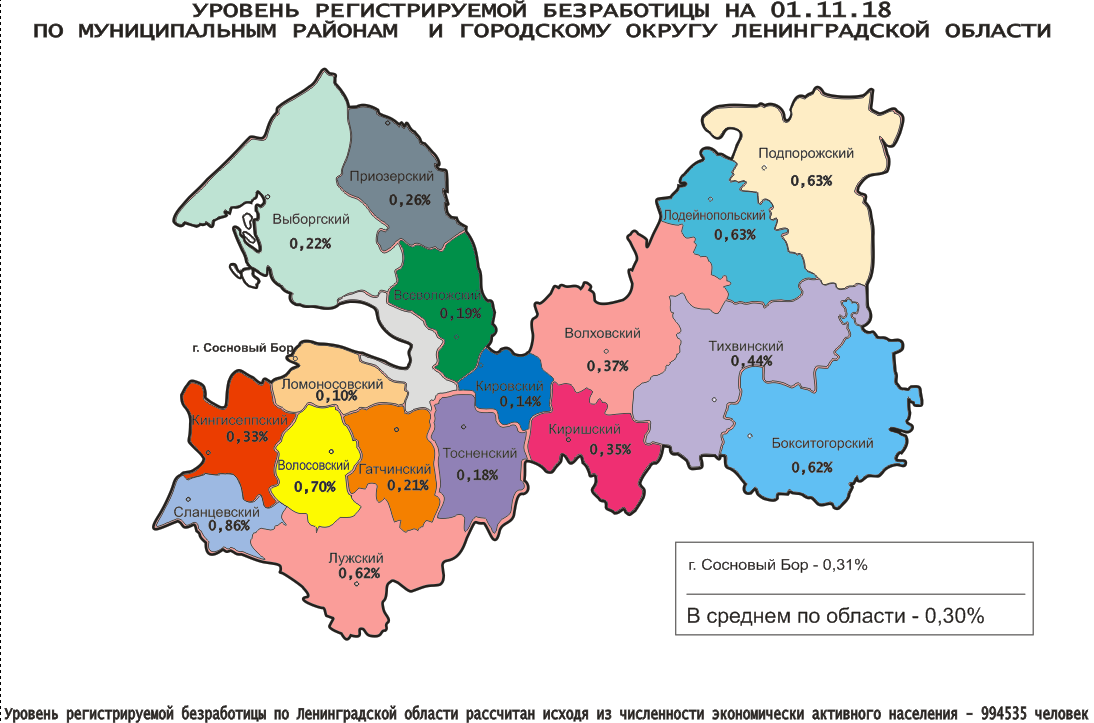 УРОВЕНЬ РЕГИСТРИРУЕМОЙ БЕЗРАБОТИЦЫ НА 01.11.18
ПО МУНИЦИПАЛЬНЫМ РАЙОНАМ И ГОРОДСКОМУ ОКРУГУ ЛЕНИНГРАДСКОЙ ОБЛАСТИ
Подпорожский
0,63%
Приозерский
0,26%
Выборгский
0,22%
Лодейнопольский
0,63%
Всеволожский
0,19%
Волховский
0,37%
Тихвинский
0,44%
г. Сосновый Бор
Ломоносовский
0,10%
Кировский
0,14%
Кингисеппский
0,33%
Киришский
0,35%
Бокситогорский
0,62%
Волосовский
0,70%
Гатчинский
0,21%
Тосненский
0,18%
Сланцевский
0,86%
Лужский
0,62%
г. Сосновый Бор - 0,31%
В среднем по области - 0,30%
Уровень регистрируемой безработицы по Ленинградской области рассчитан исходя из численности экономически активного населения - 994535 человек